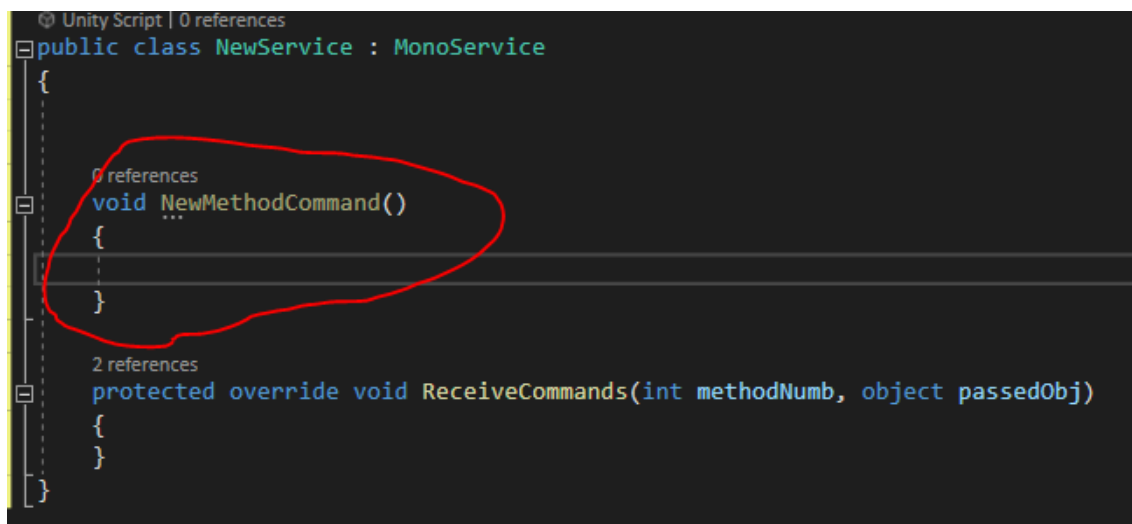 Unity Script | 0 references
public class NewService : MonoService
{
0 references
void NewMethodCommand()
{
}
2 references
protected override void ReceiveCommands(int methodNumb, object passedObj)
{
}
}